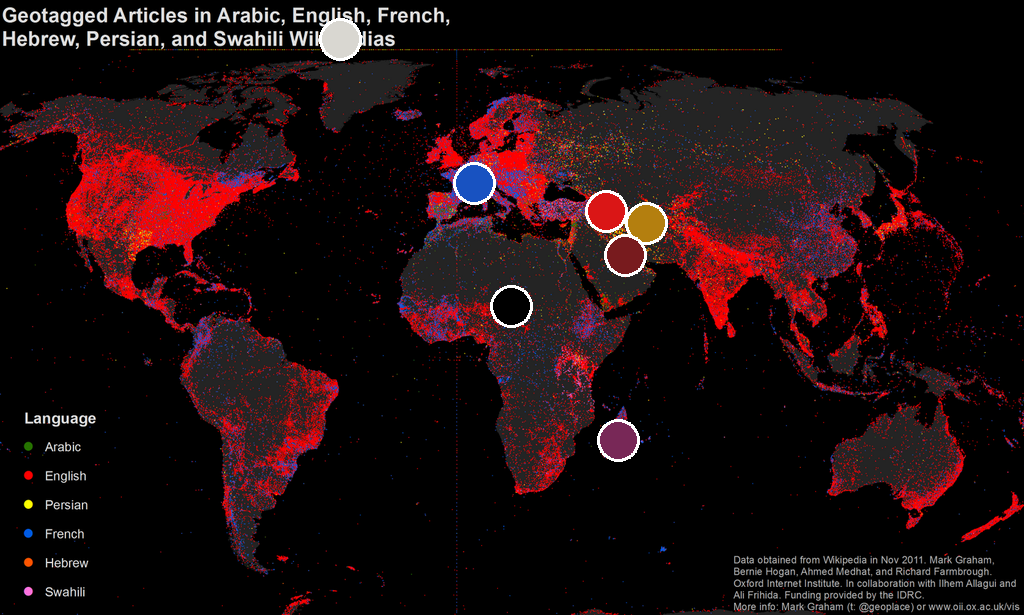 Geotagged Articles in Arabic, English, French,
Hebrew, Persian, and Swahili
Language
Arabic
English
Persian
French
Hebrew
Swahili
Data obtained from Wikipedia in Nov 2011. Mark Graham,
Bernie Hogan, Ahmed Medhat, and Richard Farmbrough.
Oxford Internet Institute. In collaboration with Ilhem Allagui and
Ali Frihida. Funding provided by the IDRC.
More info: Mark Graham (t: @geoplace) or www.oii.ox.ac.uk/vis